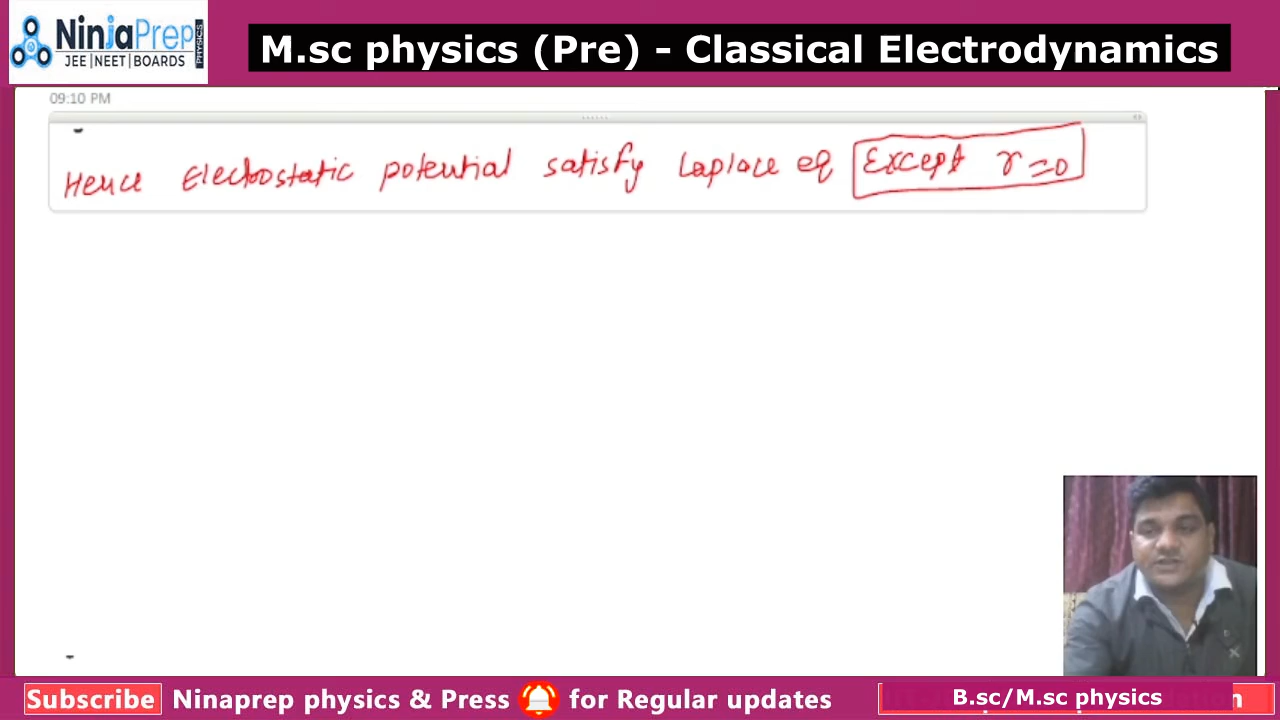 NinjaPrep
JEE|NEET|BOARDS
PHYSICS
M.sc physics (Pre) - Classical Electrodynamics
09:10 PM
Hence Electrostatic potential satisfy Laplace eq Except r=0
Subscribe Ninaprep physics & Press for Regular updates
B.sc/M.sc physics